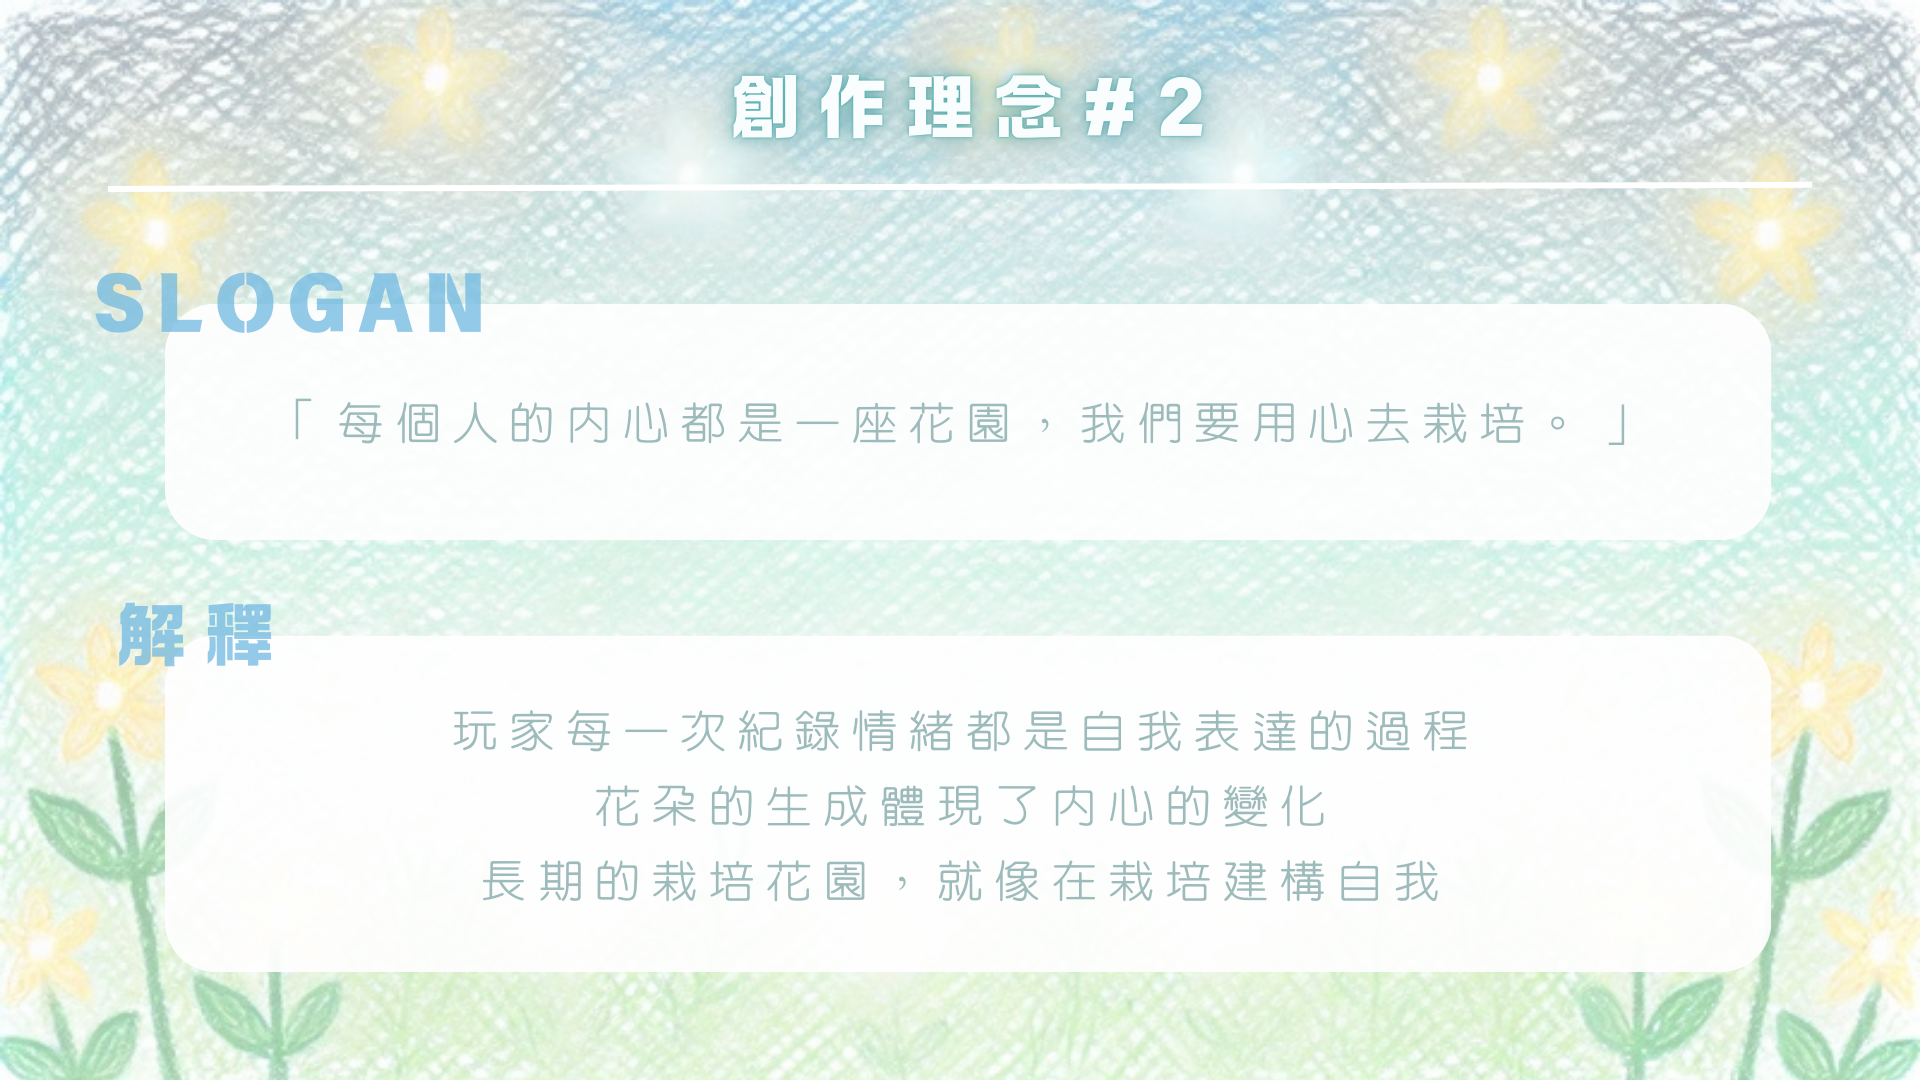 創作理念#2
SLOGAN
「每個人的内心都是一座花園，我們要用心去栽培。」
解釋
玩家每一次紀錄情緒都是自我表達的過程
花朵的生成體現了内心的變化
長期的栽培花園，就像在栽培建構自我